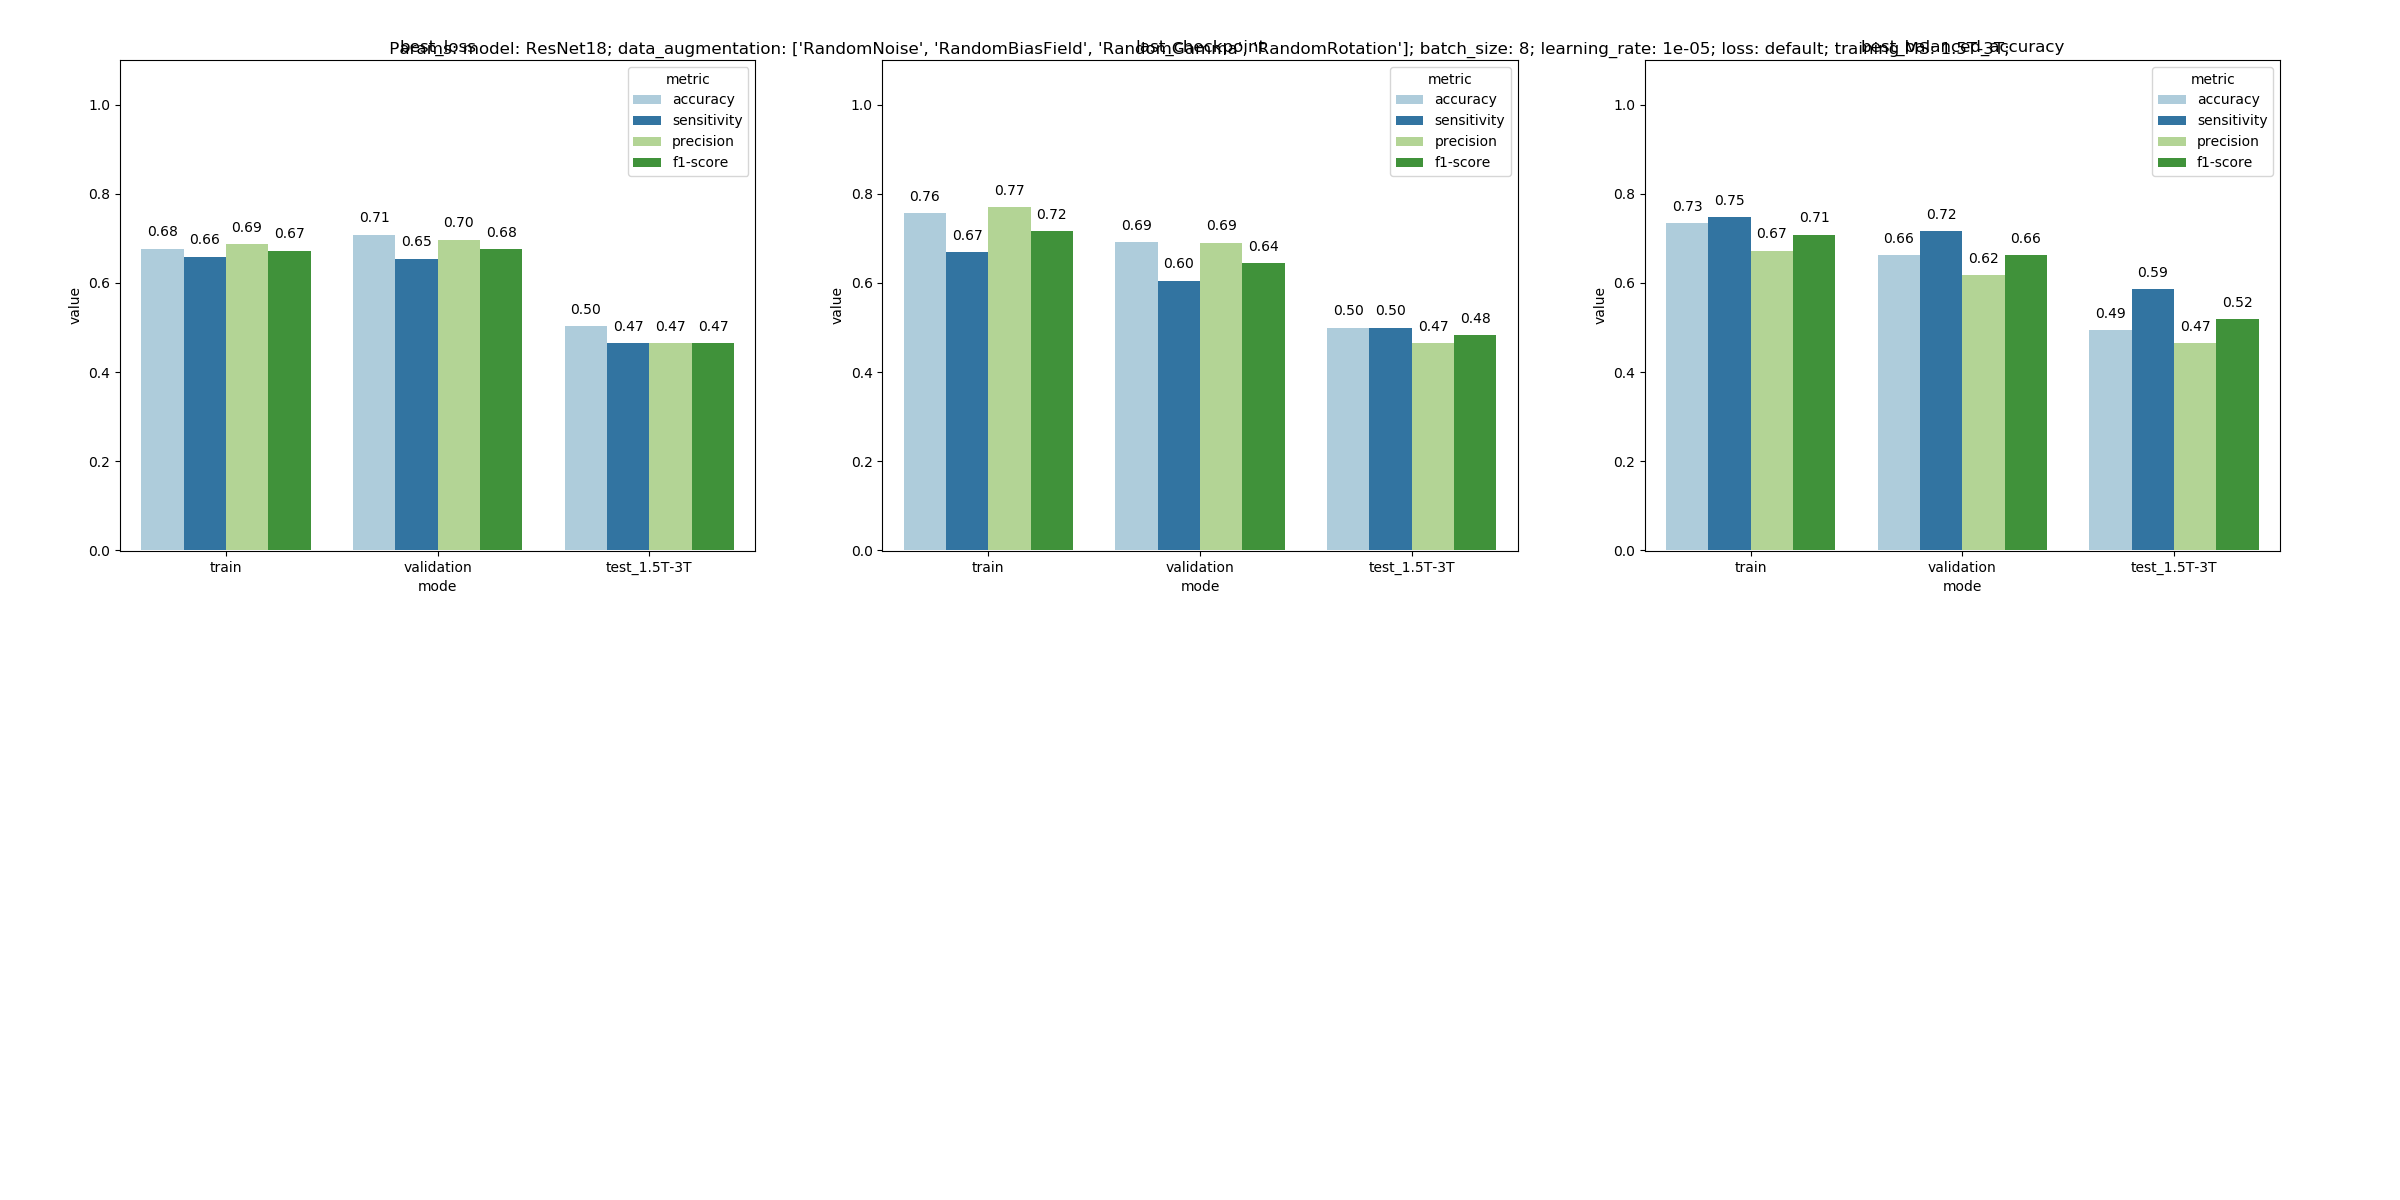 best_loss
last_checkpoint
best_balanced_accuracy
Params: model: ResNet18; data_augmentation: ['RandomNoise', 'RandomBiasField', 'RandomGamma', 'RandomRotation']; batch_size: 8; learning_rate: 1e-05; loss: default; training_MS: 1.5T-3T;
metric
accuracy
sensitivity
precision
f1-score
1.0
0.8
0.6
0.4
0.2
0.0
value
0.68 0.66 0.69 0.67
0.71 0.65 0.70 0.68
0.50 0.47 0.47 0.47
train validation test_1.5T-3T
mode
metric
accuracy
sensitivity
precision
f1-score
1.0
0.8
0.6
0.4
0.2
0.0
value
0.76 0.67 0.77 0.72
0.69 0.60 0.69 0.64
0.50 0.50 0.47 0.48
train validation test_1.5T-3T
mode
metric
accuracy
sensitivity
precision
f1-score
1.0
0.8
0.6
0.4
0.2
0.0
value
0.73 0.75 0.67 0.71
0.66 0.72 0.62 0.66
0.49 0.59 0.47 0.52
train validation test_1.5T-3T
mode